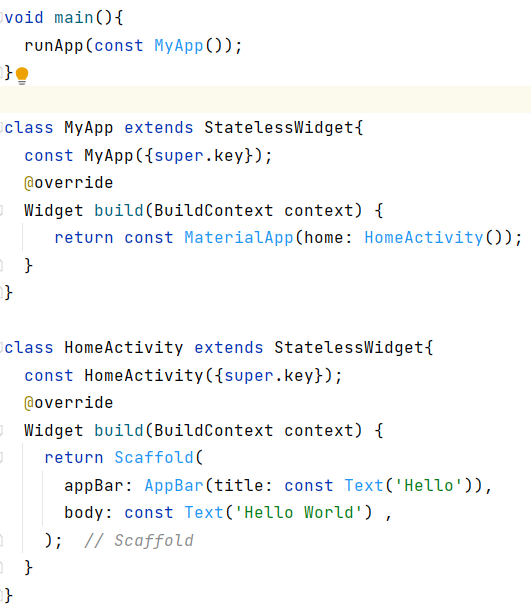 void main(){
  runApp(const MyApp());
}

class MyApp extends StatelessWidget{
  const MyApp({super.key});
  @override
  Widget build(BuildContext context) {
     return const MaterialApp(home: HomeActivity());
  }
}

class HomeActivity extends StatelessWidget{
  const HomeActivity({super.key});
  @override
  Widget build(BuildContext context) {
    return Scaffold(
      appBar: AppBar(title: const Text('Hello')),
      body: const Text('Hello World') ,
    );  // Scaffold
  }
}